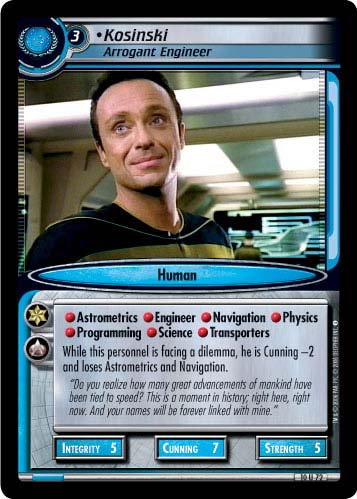 3 •Kosinski
Arrogant Engineer
Human
Astrometrics Engineer Navigation Physics
Programming Science Transporters
While this personnel is facing a dilemma, he is Cunning –2
and loses Astrometrics and Navigation.
"Do you realize how many great advancements of mankind have
been tied to speed? This is a moment in history; right here, right
now. And your names will be forever linked with mine."
INTEGRITY 5 CUNNING 7 STRENGTH 5